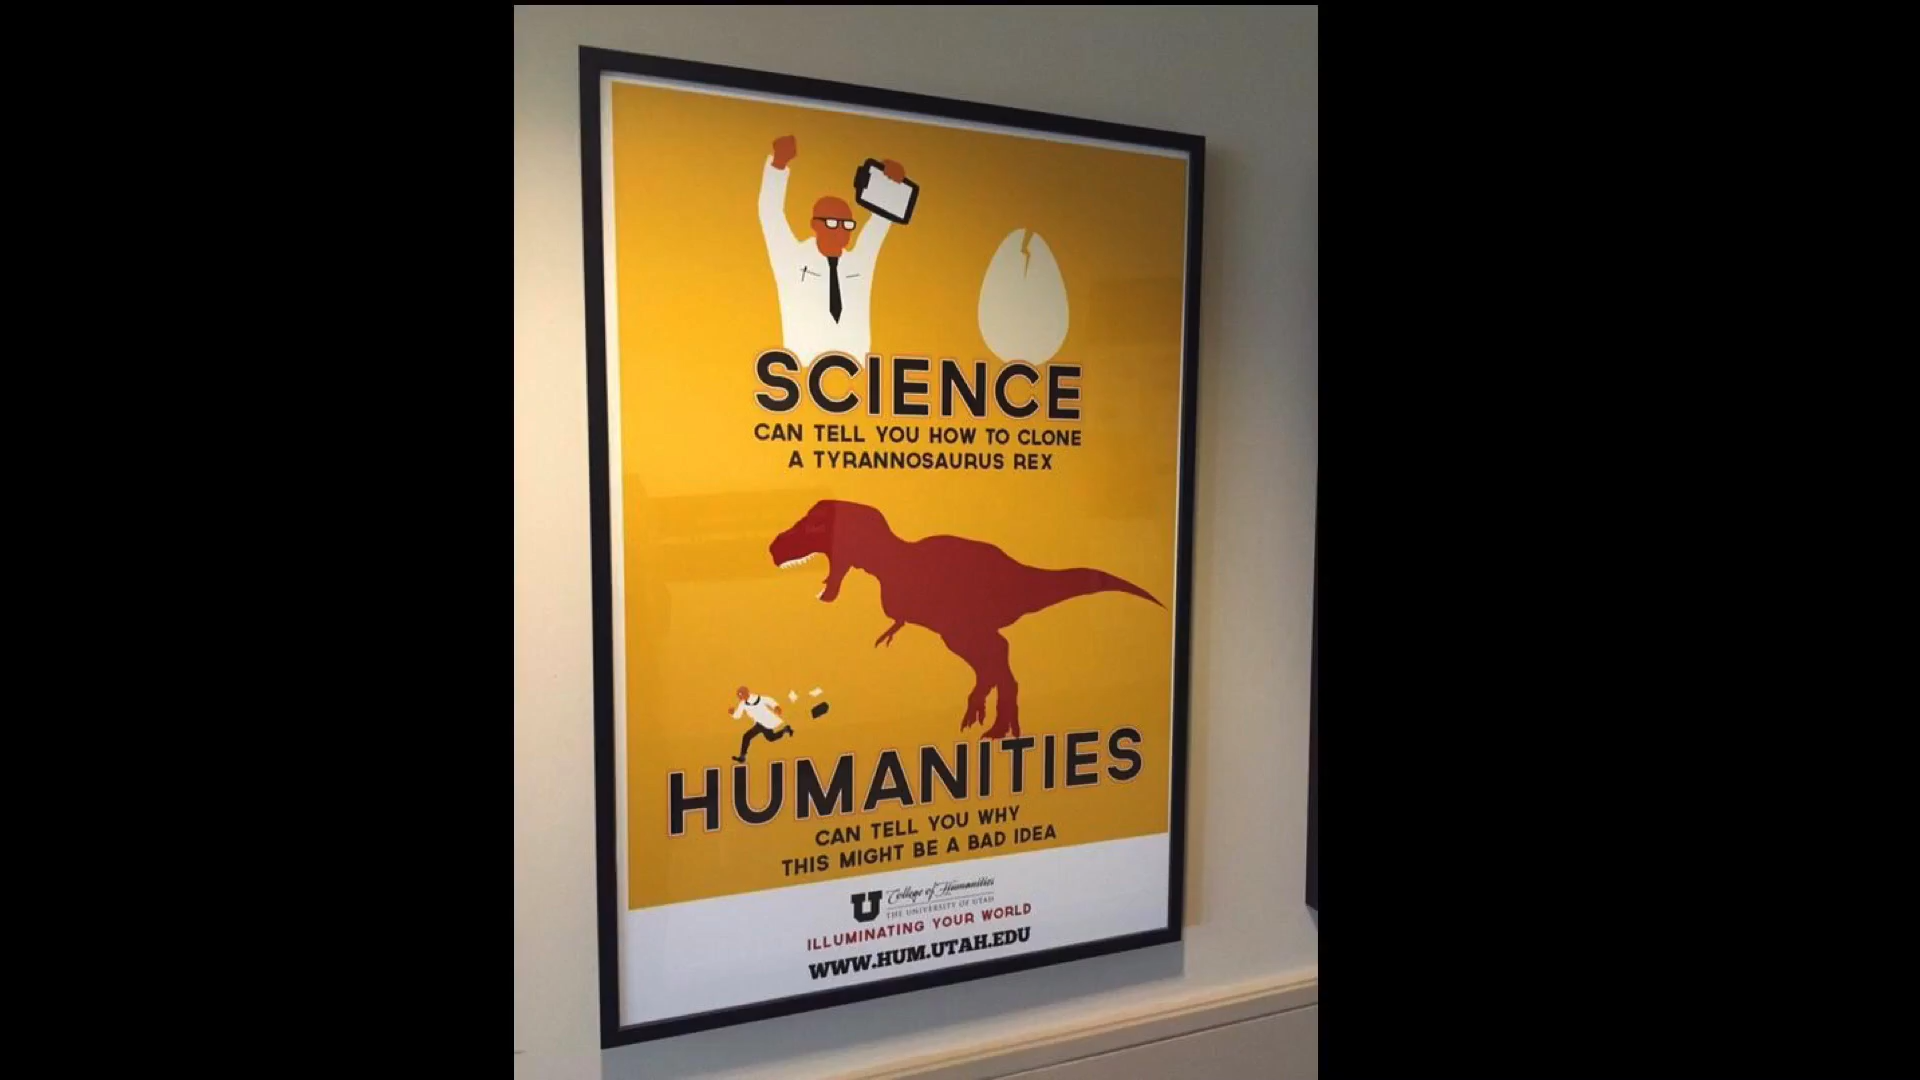 SCIENCE
CAN TELL YOU HOW TO CLONE
A TYRANNOSAURUS REX
HUMANITIES
CAN TELL YOU WHY
THIS MIGHT BE A BAD IDEA
U College of Humanities
THE UNIVERSITY OF UTAH
ILLUMINATING YOUR WORLD
WWW.HUM.UTAH.EDU